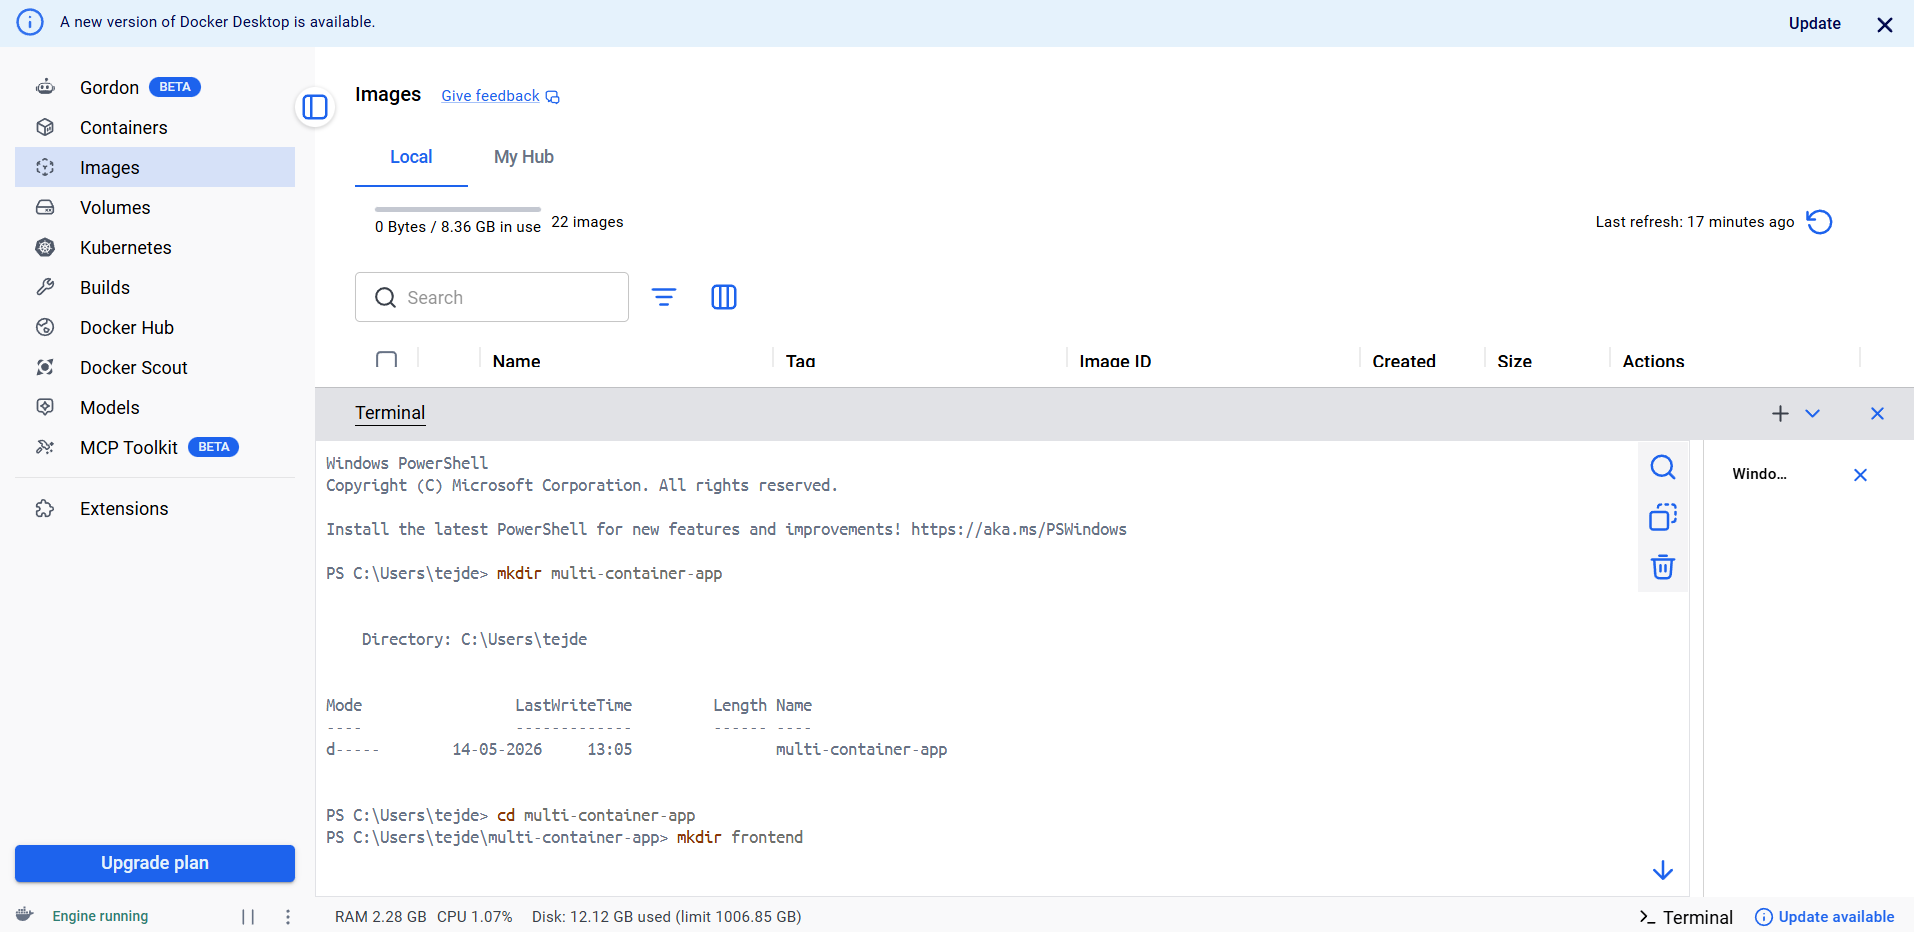 A new version of Docker Desktop is available.
Update
Gordon BETA
Containers
Images
Volumes
Kubernetes
Builds
Docker Hub
Docker Scout
Models
MCP Toolkit BETA
Extensions
Upgrade plan
Engine running
Images Give feedback
Local My Hub
0 Bytes / 8.36 GB in use 22 images
Last refresh: 17 minutes ago
Search
Name Tag Image ID Created Size Actions
Terminal
Windo...
Windows PowerShell
Copyright (C) Microsoft Corporation. All rights reserved.
Install the latest PowerShell for new features and improvements! https://aka.ms/PSWindows
PS C:\Users\tejde> mkdir multi-container-app
Directory: C:\Users\tejde
Mode LastWriteTime Length Name
---- ------------- ------ ----
d----- 14-05-2026 13:05 multi-container-app
PS C:\Users\tejde> cd multi-container-app
PS C:\Users\tejde\multi-container-app> mkdir frontend
RAM 2.28 GB CPU 1.07% Disk: 12.12 GB used (limit 1006.85 GB)
Terminal Update available